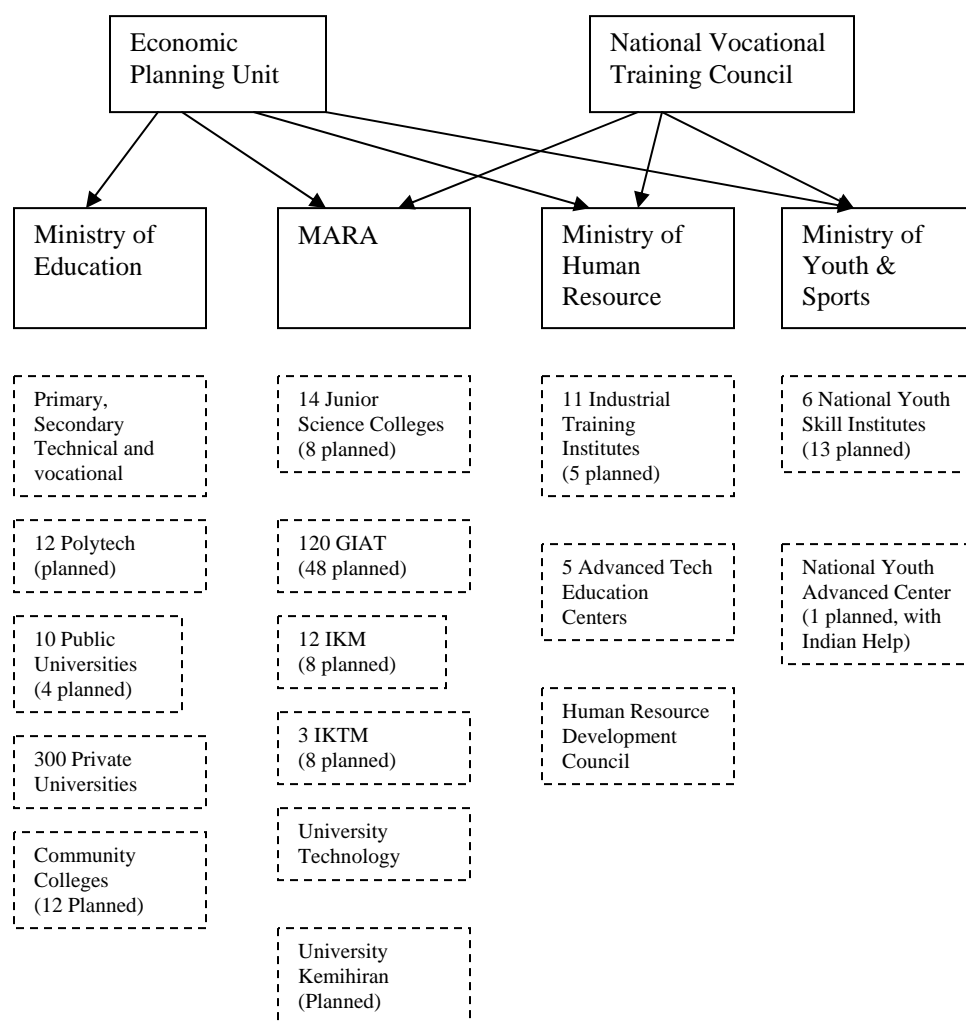 Economic
Planning Unit
National Vocational
Training Council
Ministry of
Education
MARA
Ministry of
Human
Resource
Ministry of
Youth &
Sports
Primary,
Secondary
Technical and
vocational
12 Polytech
(planned)
10 Public
Universities
(4 planned)
300 Private
Universities
Community
Colleges
(12 Planned)
14 Junior
Science Colleges
(8 planned)
120 GIAT
(48 planned)
12 IKM
(8 planned)
3 IKTM
(8 planned)
University
Technology
University
Kemihiran
(Planned)
11 Industrial
Training
Institutes
(5 planned)
5 Advanced Tech
Education
Centers
Human Resource
Development
Council
6 National Youth
Skill Institutes
(13 planned)
National Youth
Advanced Center
(1 planned, with
Indian Help)